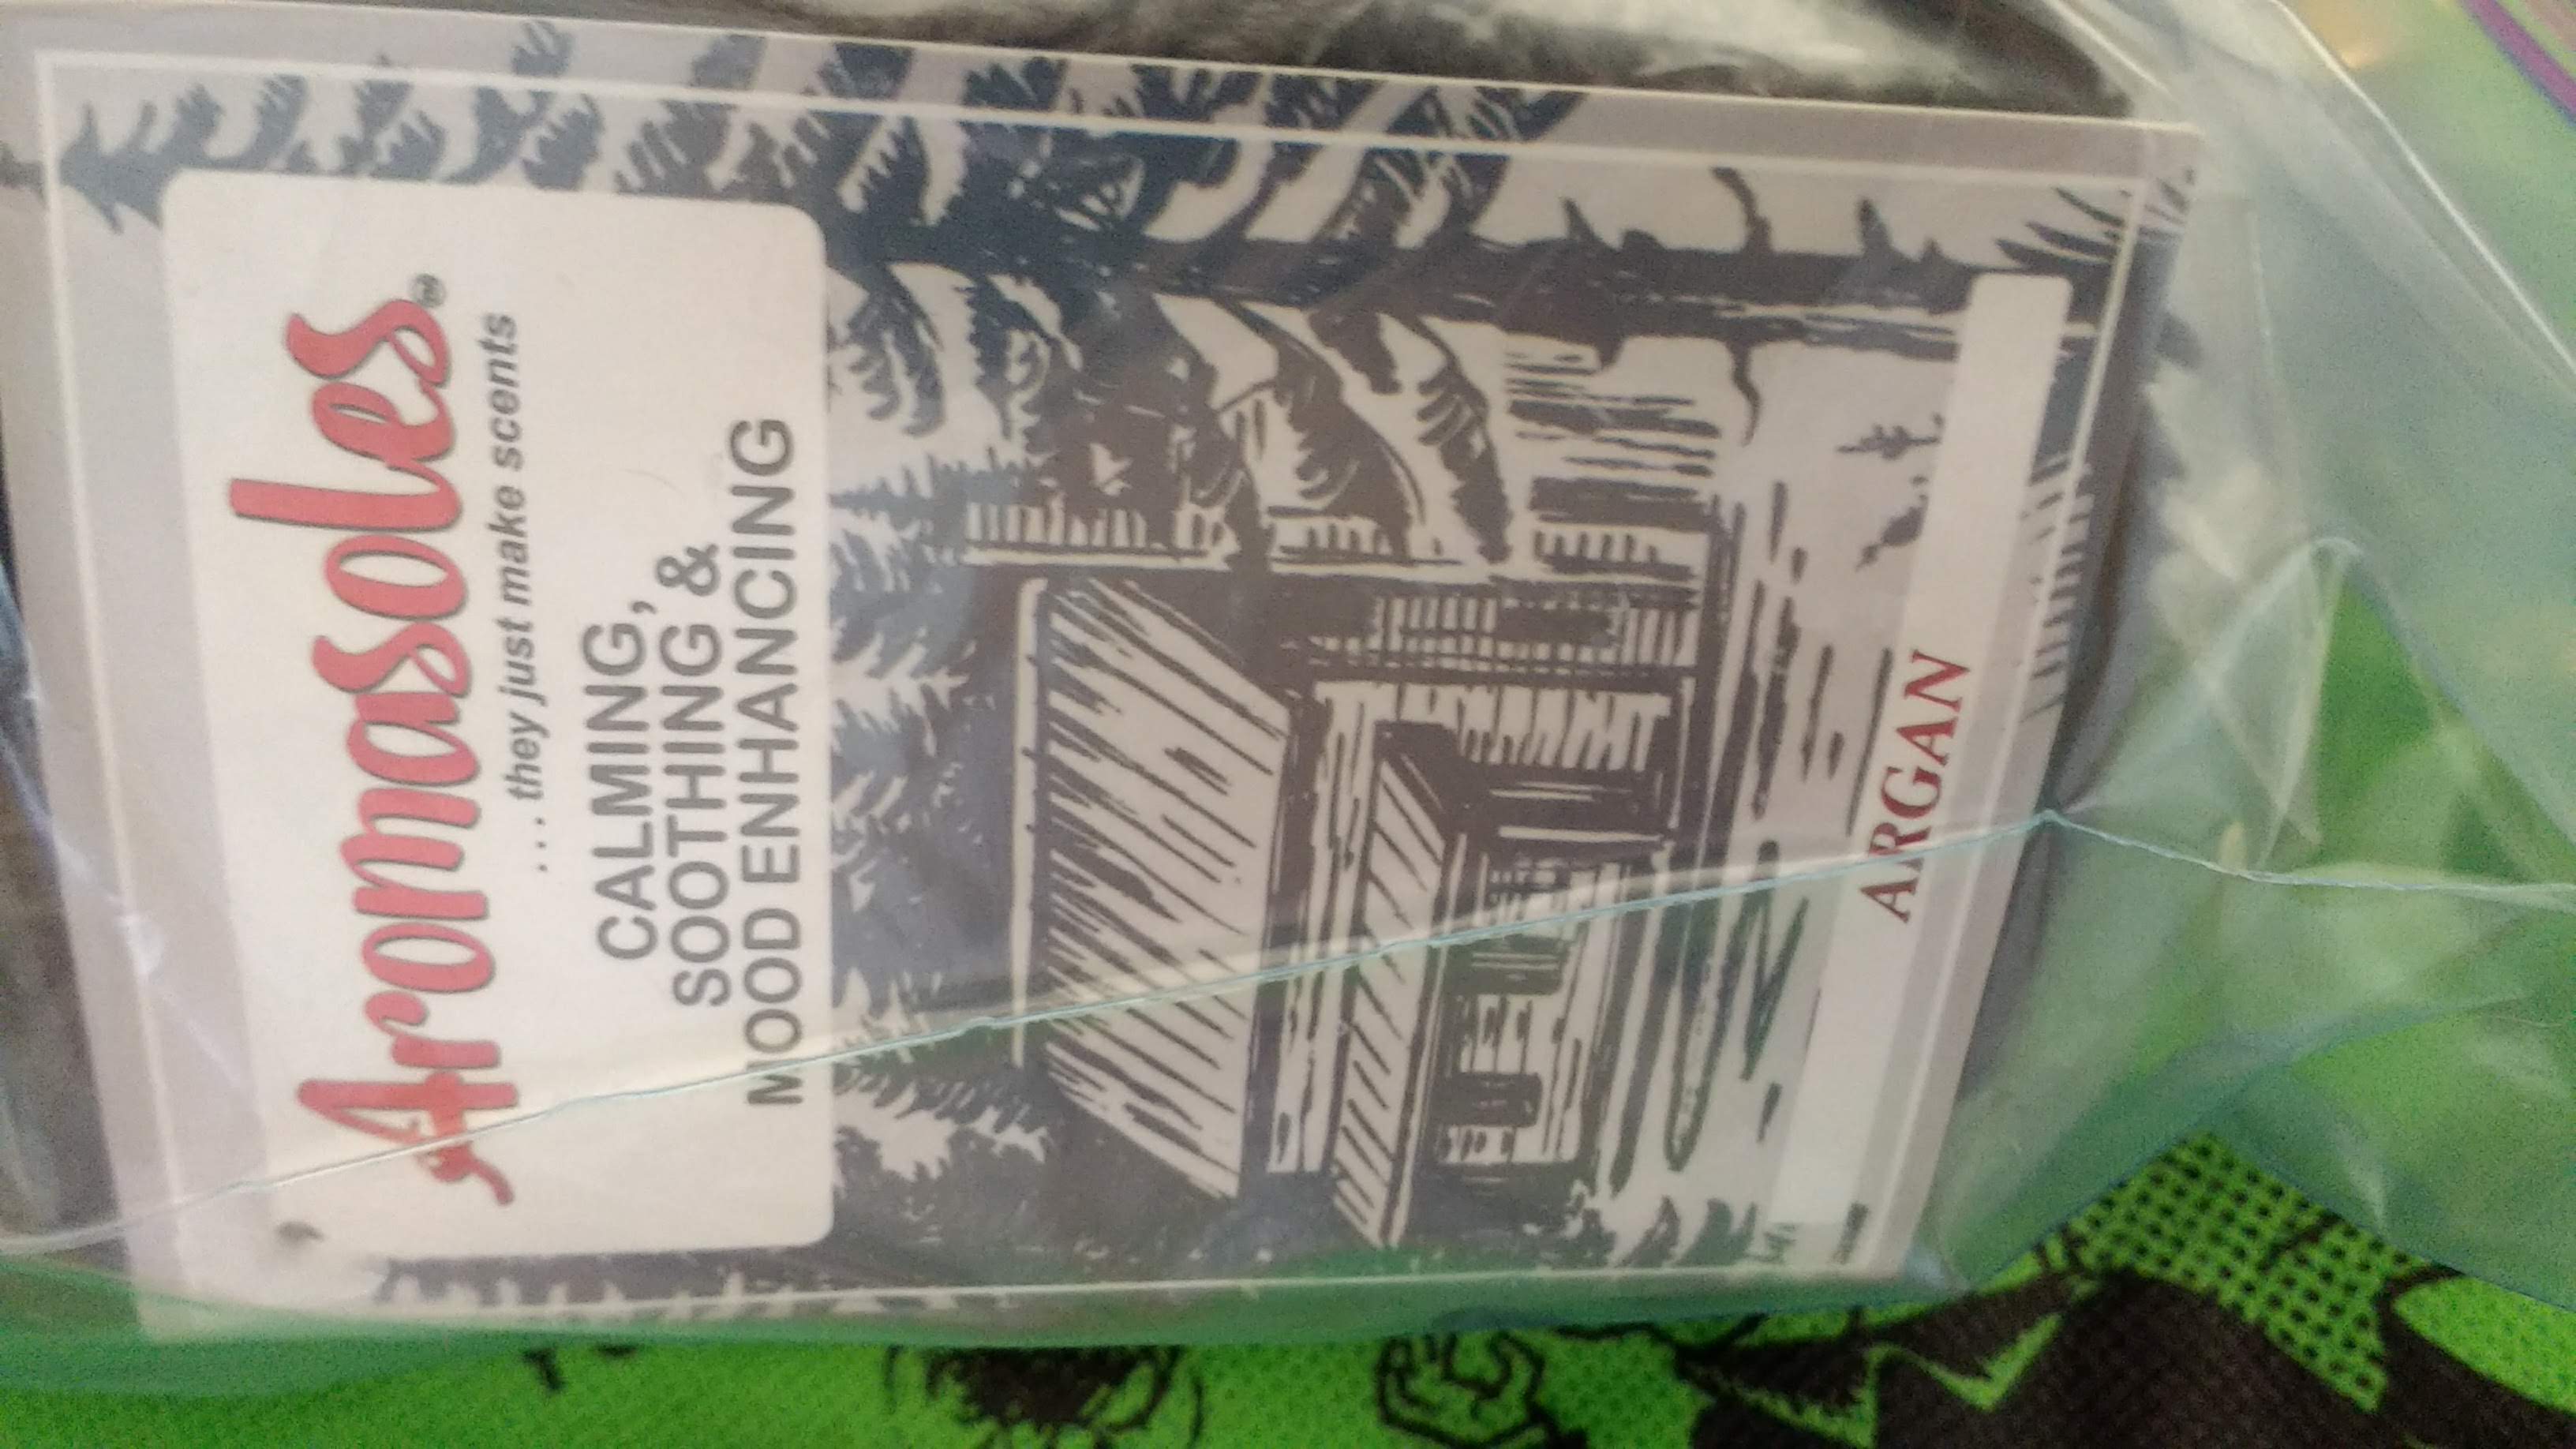 Aromasoles®
...they just make scents
CALMING,
SOOTHING &
MOOD ENHANCING
ARGAN